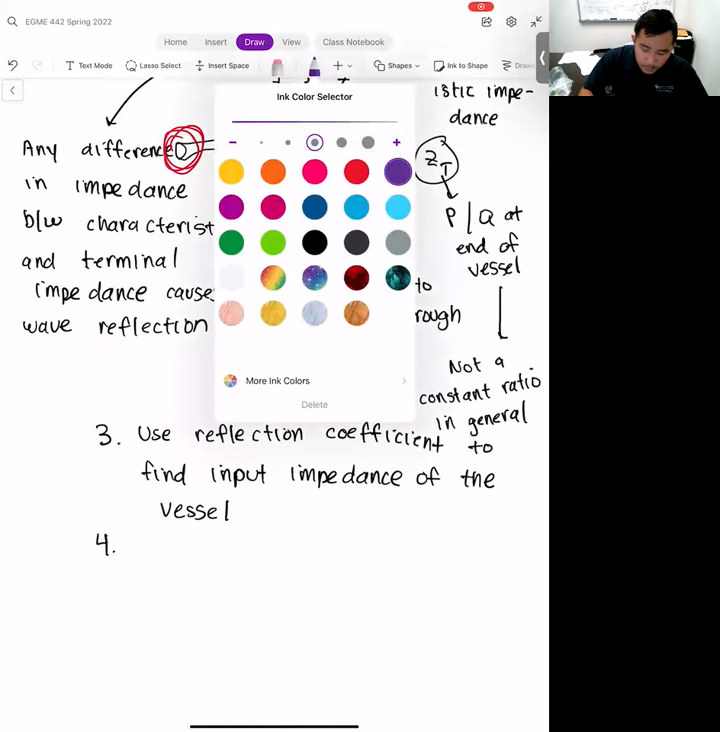 EGME 442 Spring 2022
Home Insert Draw View Class Notebook
Text Mode Lasso Select Insert Space Shapes Ink to Shape Draw
Ink Color Selector
More Ink Colors
Delete
istic impe-
dance
Any difference
in impedance
b/w characterist
and terminal
impedance cause
wave reflection
Z T
P/Q at
end of
vessel
to
rough
Not a
constant ratio
in general
3. Use reflection coefficient to
find input impedance of the
vessel
4.